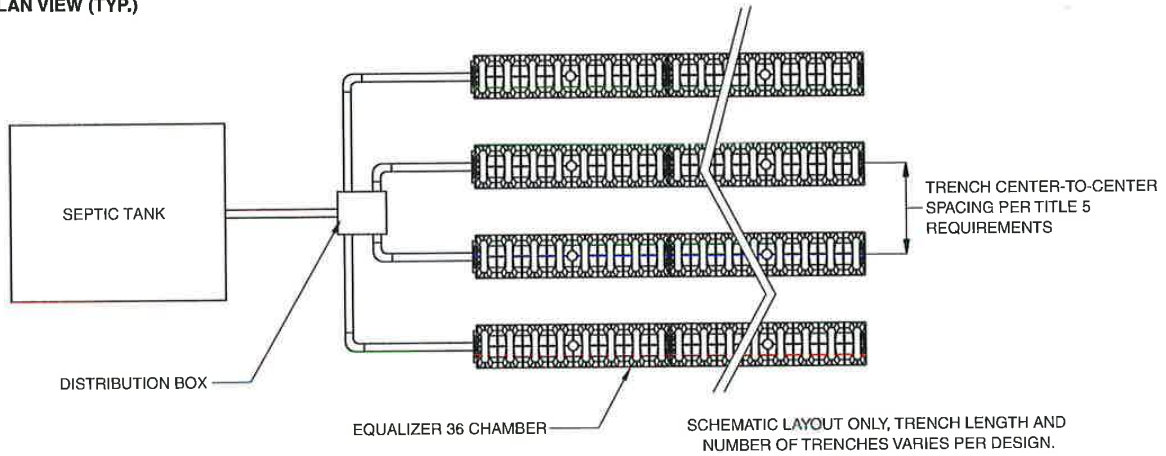 LAN VIEW (TYP.)
SEPTIC TANK
TRENCH CENTER-TO-CENTER
SPACING PER TITLE 5
REQUIREMENTS
DISTRIBUTION BOX
EQUALIZER 36 CHAMBER
SCHEMATIC LAYOUT ONLY, TRENCH LENGTH AND
NUMBER OF TRENCHES VARIES PER DESIGN.